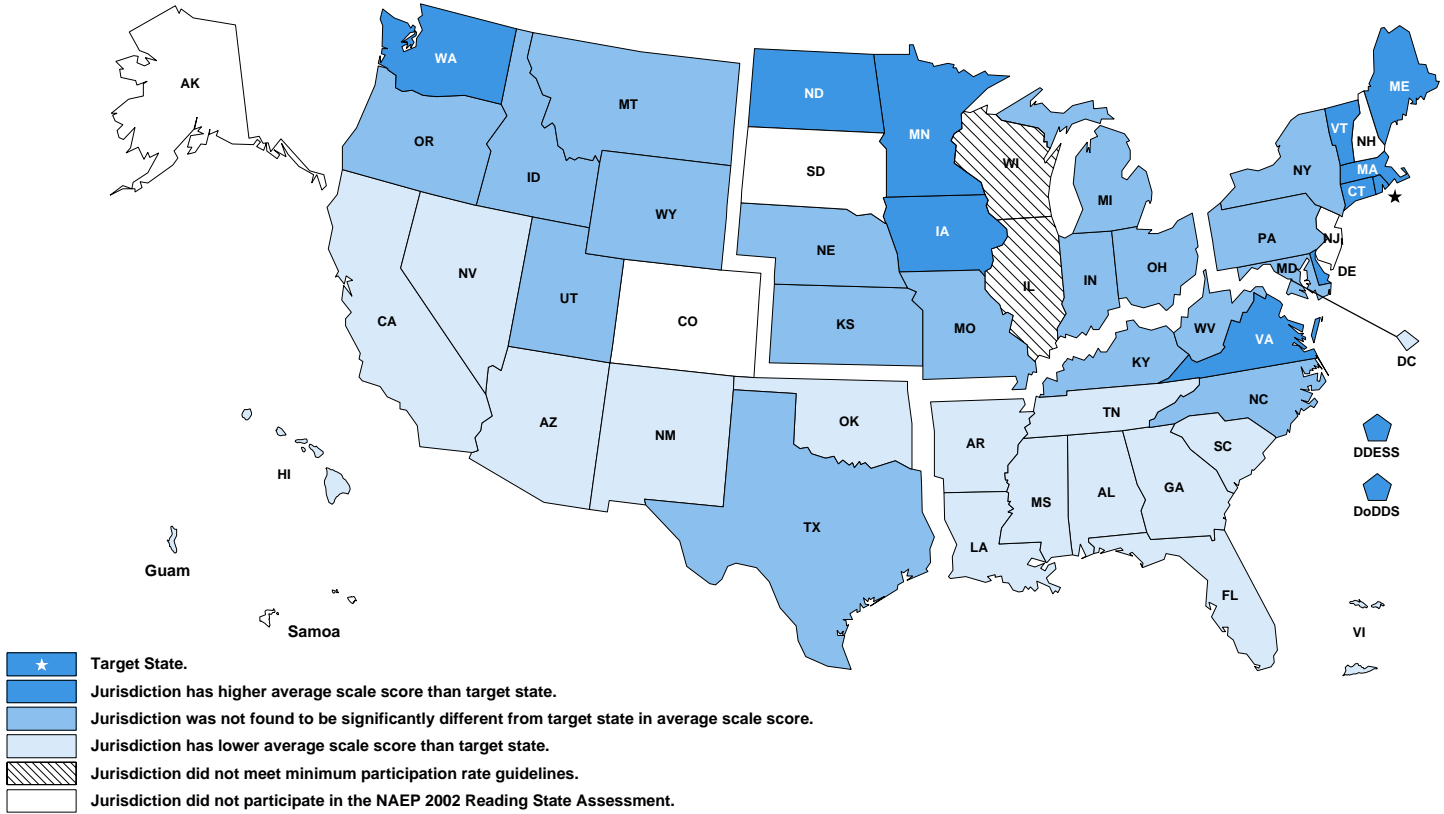 AK
WA
MT
ND
MN
ME
VT
NH
OR
ID
SD
WI
MA
CT
NY
MI
WY
IA
NE
PA
NJ
OH
IN
MD
DE
NV
UT
CA
CO
KS
MO
IL
WV
VA
KY
DC
NC
TN
AZ
NM
OK
AR
SC
DDESS
HI
MS
AL
GA
DoDDS
TX
LA
Guam
FL
Samoa
VI
Target State.
Jurisdiction has higher average scale score than target state.
Jurisdiction was not found to be significantly different from target state in average scale score.
Jurisdiction has lower average scale score than target state.
Jurisdiction did not meet minimum participation rate guidelines.
Jurisdiction did not participate in the NAEP 2002 Reading State Assessment.